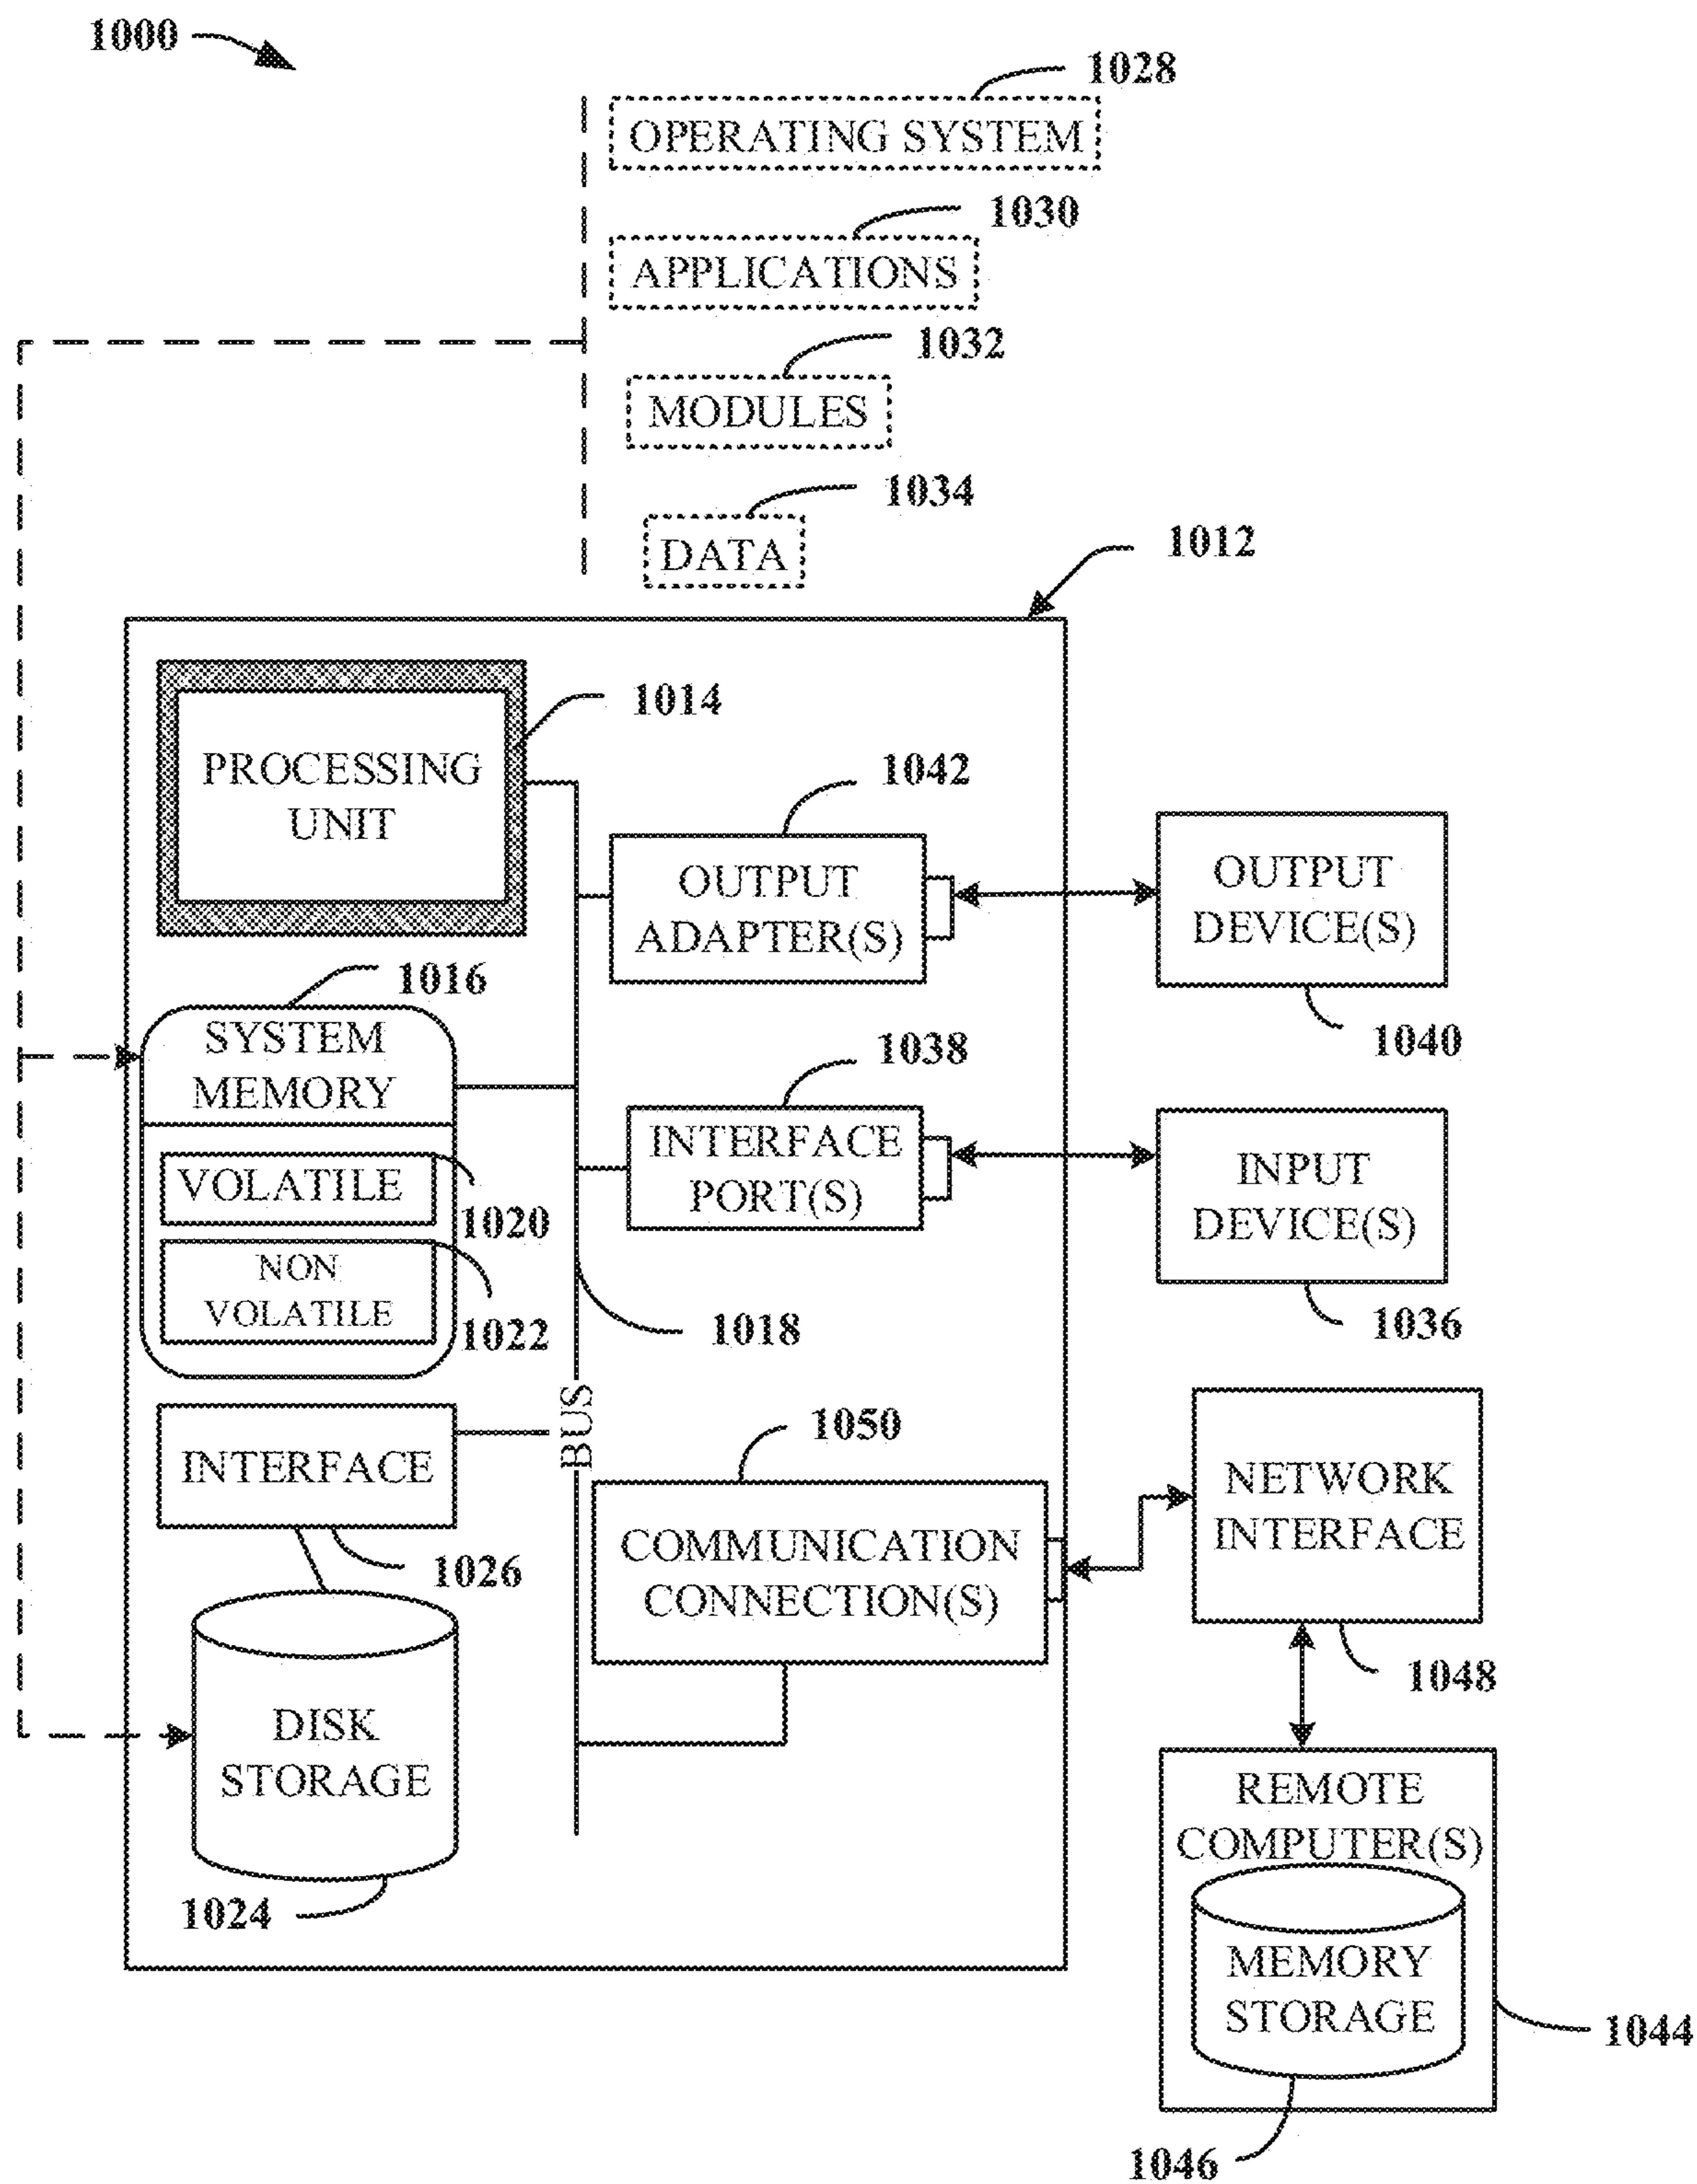 1000
1028
OPERATING SYSTEM
1030
APPLICATIONS
1032
MODULES
1034
DATA
1012
PROCESSING
UNIT
1014
1042
OUTPUT
ADAPTER(S)
OUTPUT
DEVICE(S)
1040
1016
SYSTEM
MEMORY
VOLATILE
1020
NON
VOLATILE
1022
1038
INTERFACE
PORT(S)
INPUT
DEVICE(S)
1036
1018
BUS
INTERFACE
1026
1050
COMMUNICATION
CONNECTION(S)
NETWORK
INTERFACE
1048
DISK
STORAGE
1024
REMOTE
COMPUTER(S)
MEMORY
STORAGE
1044
1046